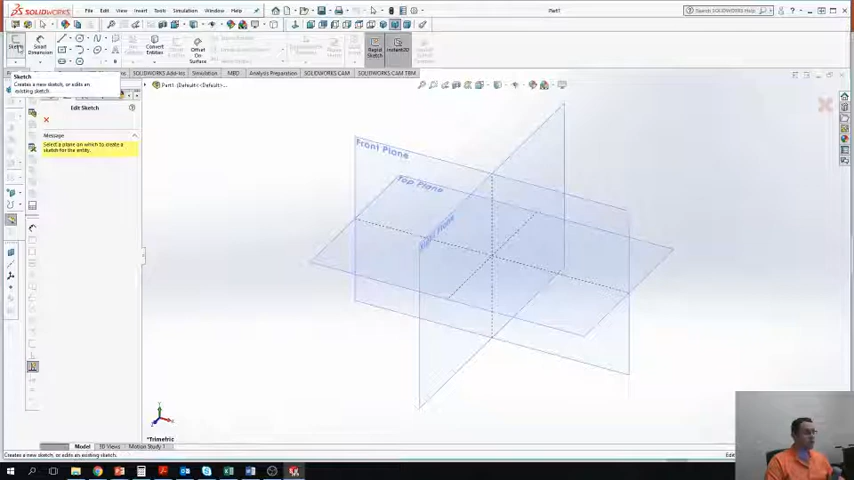 SOLIDWORKS
File
Edit
View
Insert
Tools
Simulation
Window
Help
Part1
Search SOLIDWORKS Help
Sketch
Smart
Dimension
Convert
Entities
Offset
On
Surface
Rapid
Sketch
Instant2D
SOLIDWORKS Add-Ins
Simulation
MBD
Analysis Preparation
SOLIDWORKS CAM
SOLIDWORKS CAM TBM
Sketch
Creates a new sketch, or edits an
existing sketch.
Part1 (Default<<Default>...
Edit Sketch
Message
Select a plane on which to create a
sketch for the entity.
Front Plane
Top Plane
Right Plane
*Trimetric
Model
3D Views
Motion Study 1
Creates a new sketch, or edits an existing sketch.